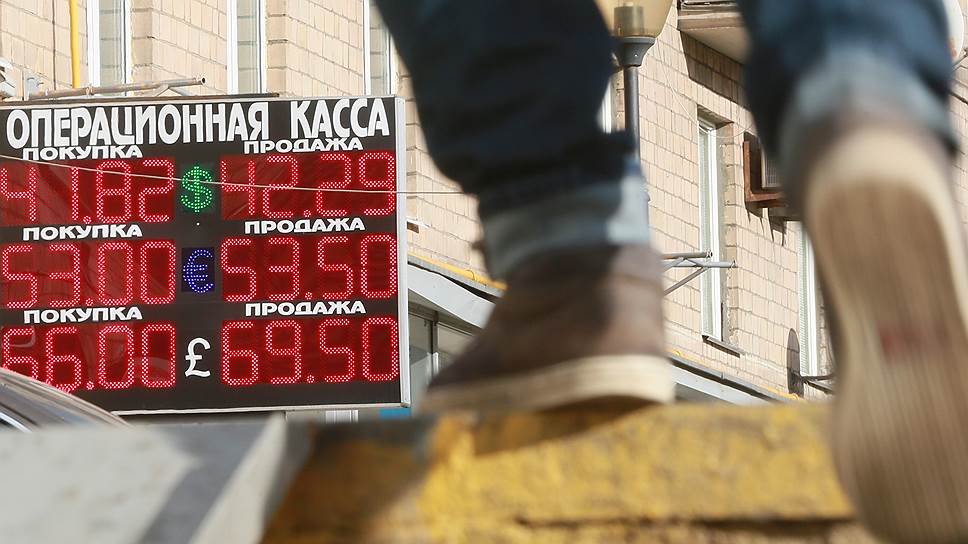 ОПЕРАЦИОННАЯ КАССА
ПОКУПКА ПРОДАЖА
41.82 $ 42.29
ПОКУПКА ПРОДАЖА
53.00 € 53.50
ПОКУПКА ПРОДАЖА
66.00 £ 69.50